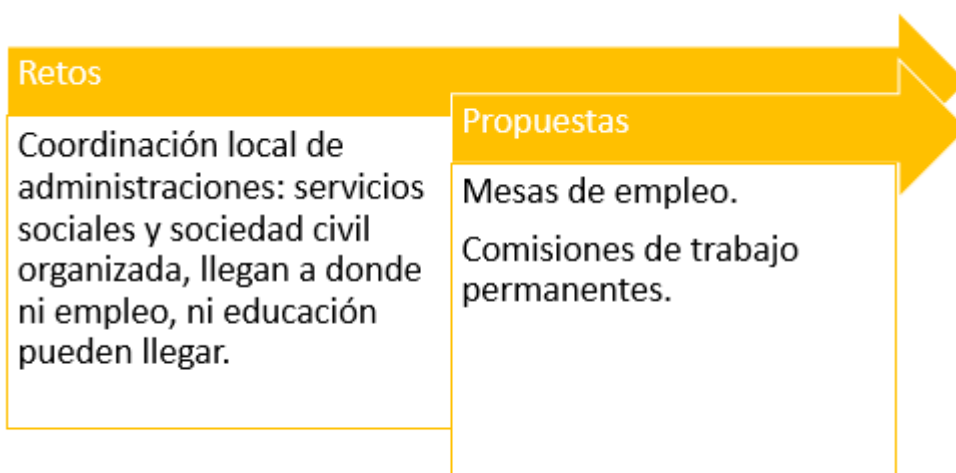 Retos
Coordinación local de
administraciones: servicios
sociales y sociedad civil
organizada, llegan a donde
ni empleo, ni educación
pueden llegar.
Propuestas
Mesas de empleo.
Comisiones de trabajo
permanentes.